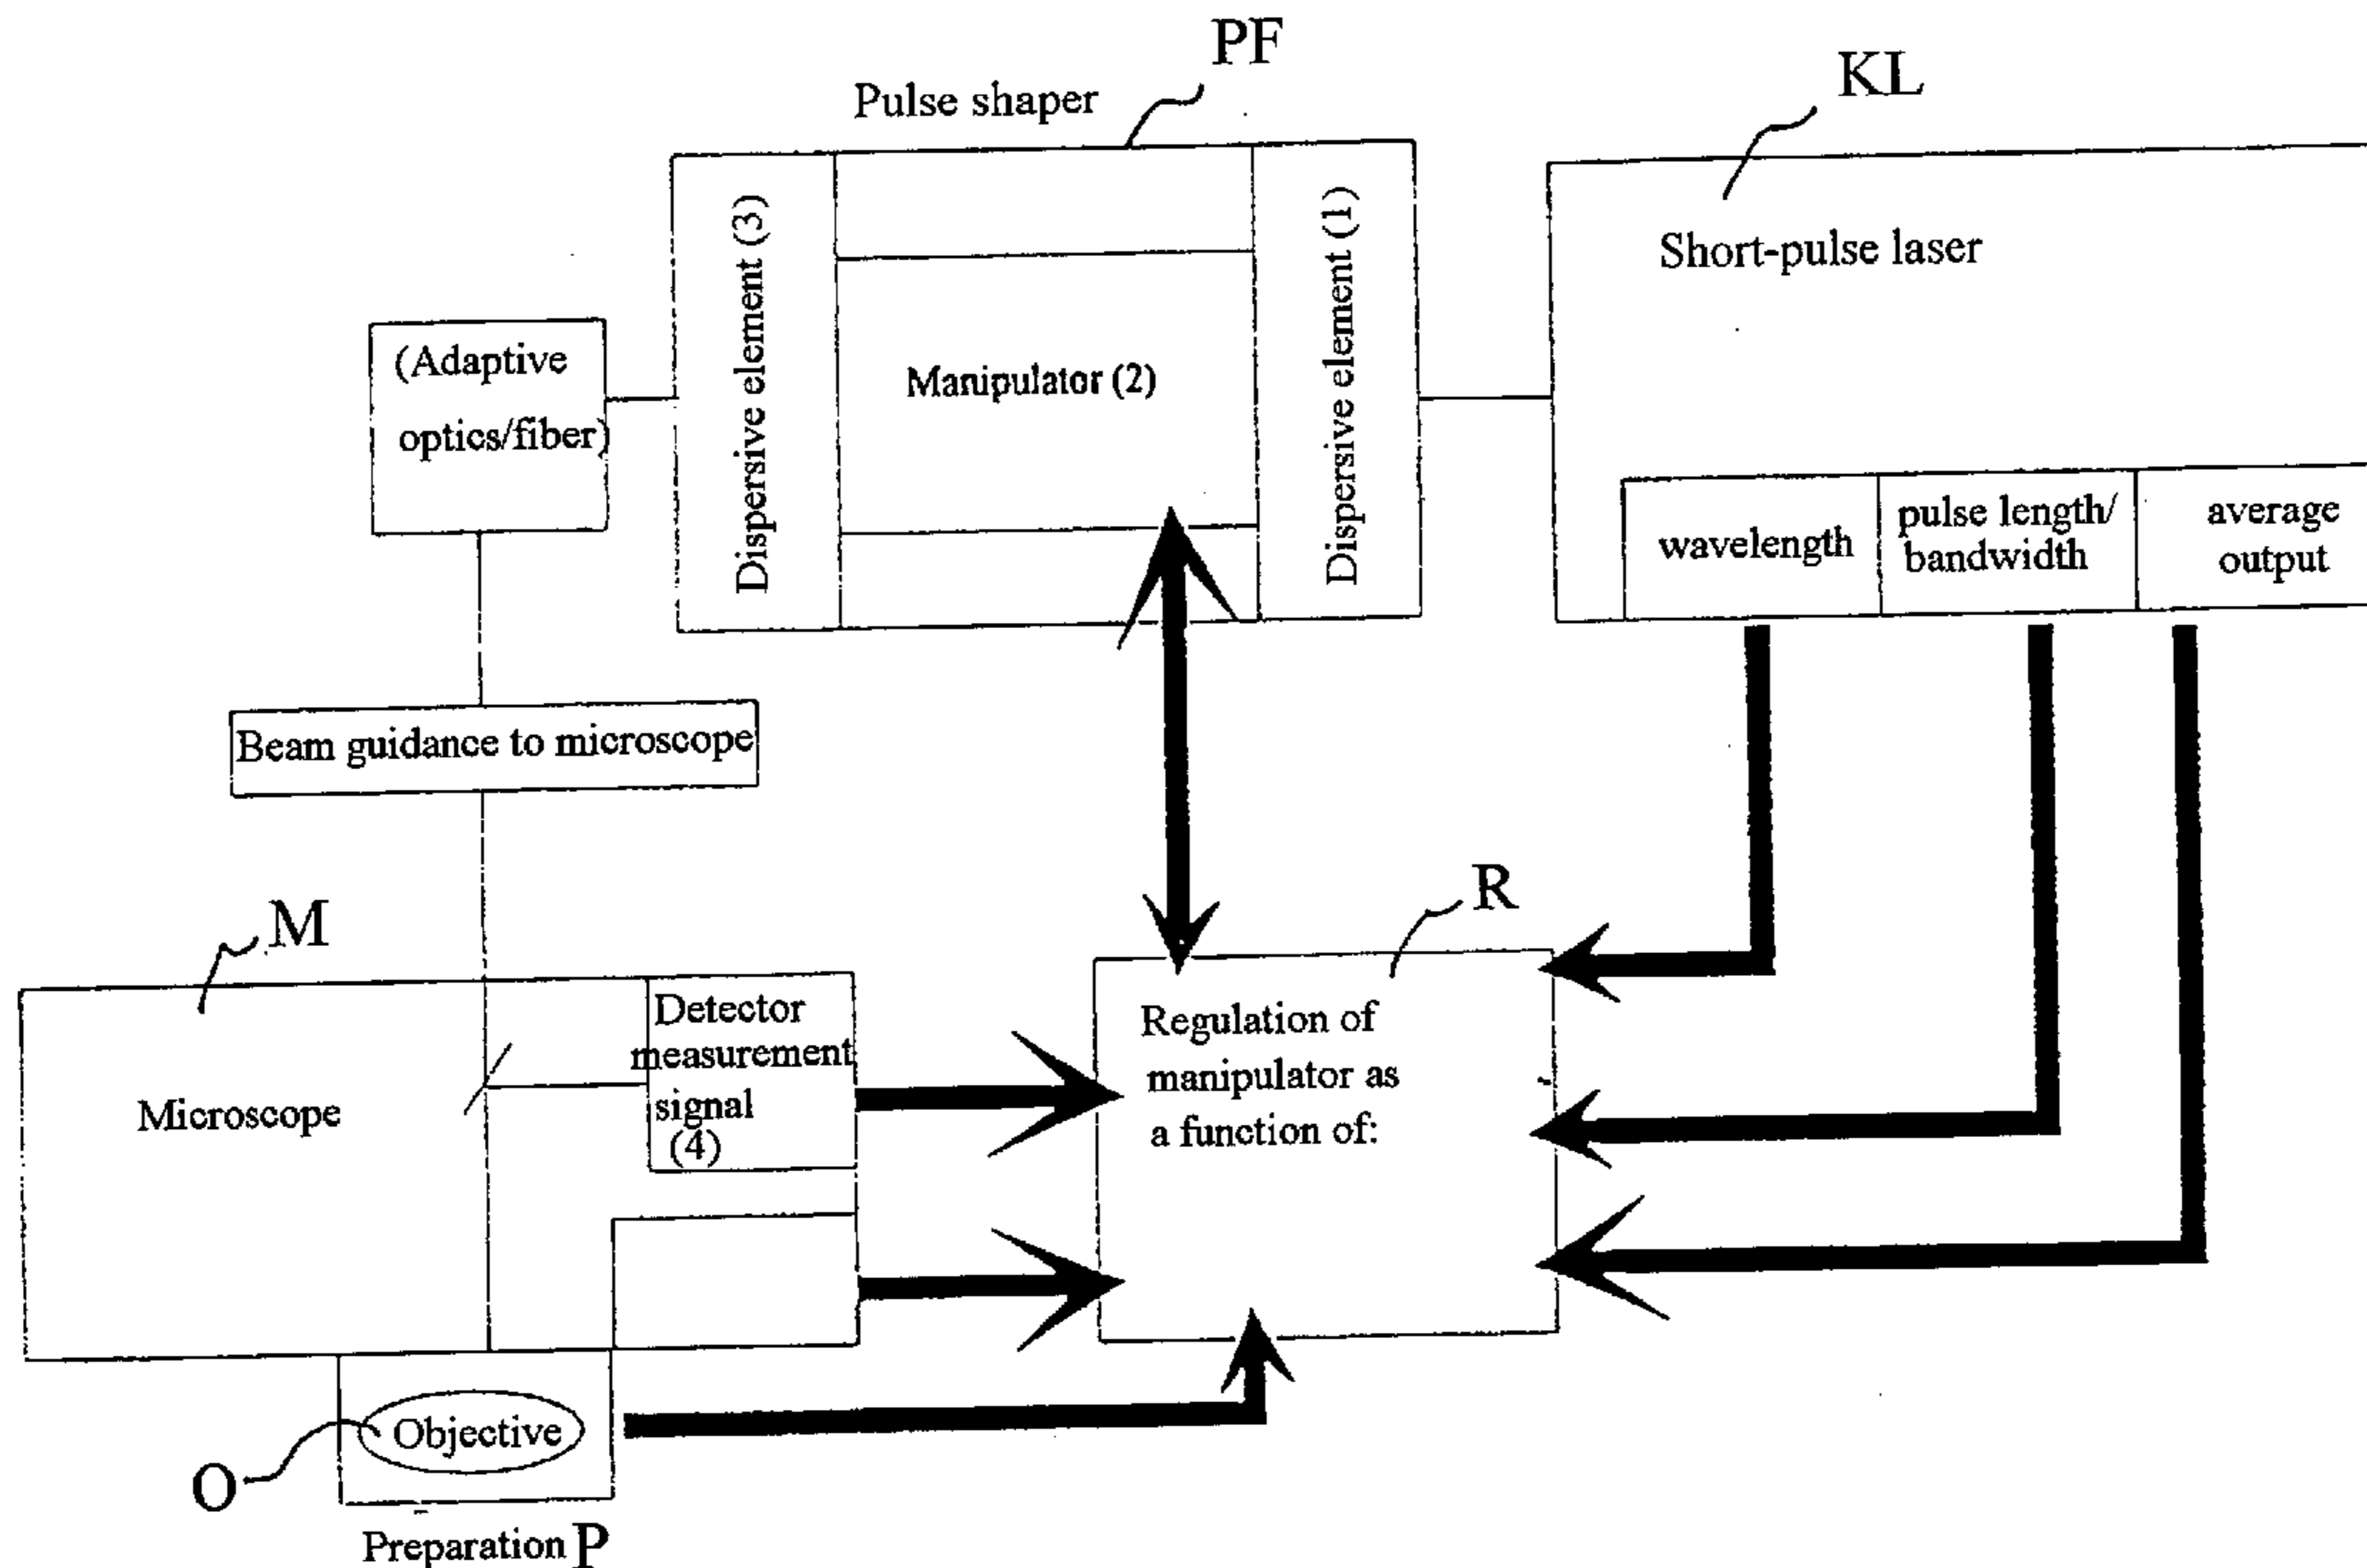 PF
KL
Pulse shaper
Dispersive element (3)
Manipulator (2)
Dispersive element (1)
Short-pulse laser
(Adaptive
optics/fiber)
wavelength
pulse length/
bandwidth
average
output
Beam guidance to microscope
M
R
Microscope
Detector
measurement
signal
(4)
Regulation of
manipulator as
a function of:
Objective
O
Preparation P